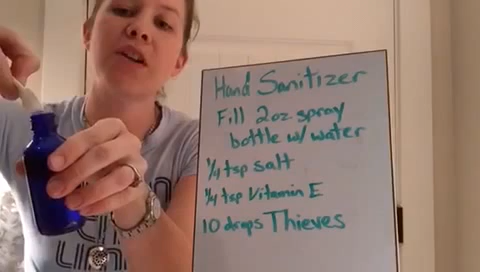 Hand Sanitizer
Fill 2oz. spray
bottle w/ water
1/4 tsp salt
1/4 tsp Vitamin E
10 drops Thieves